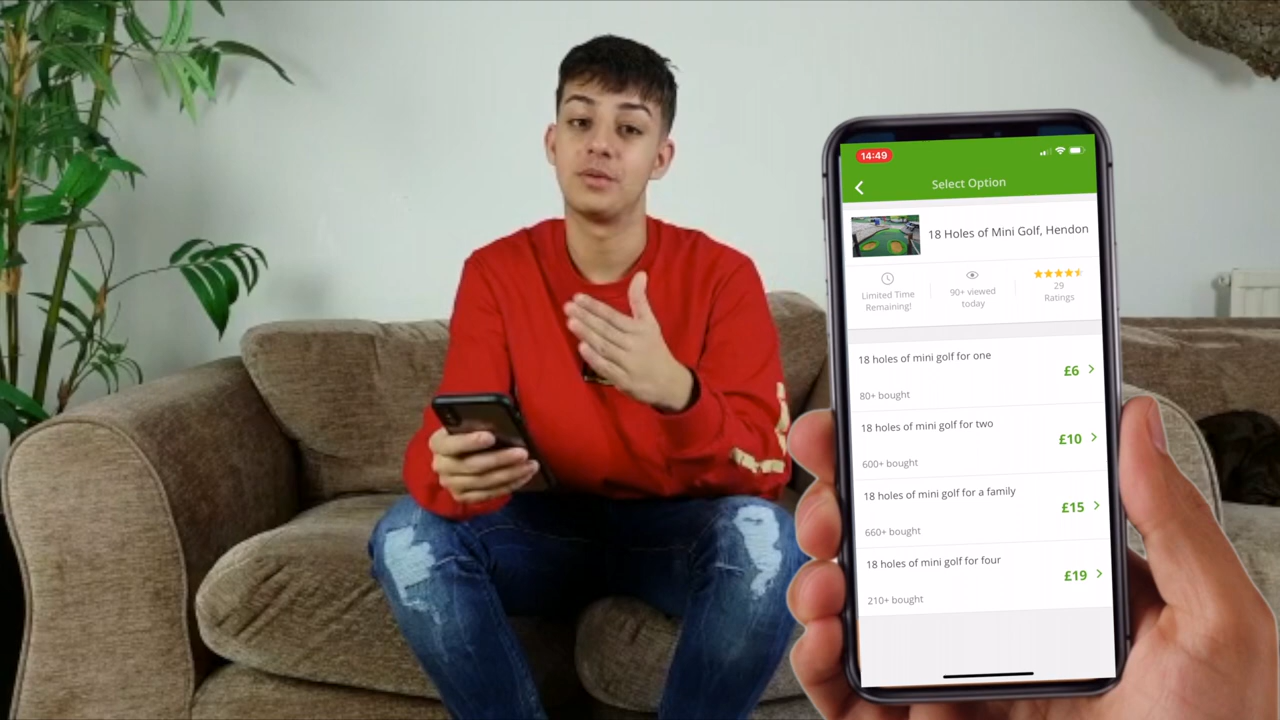 14:49
Select Option
18 Holes of Mini Golf, Hendon
Limited Time
Remaining!
90+ viewed
today
29
Ratings
18 holes of mini golf for one
£6
80+ bought
18 holes of mini golf for two
£10
600+ bought
18 holes of mini golf for a family
£15
660+ bought
18 holes of mini golf for four
£19
210+ bought